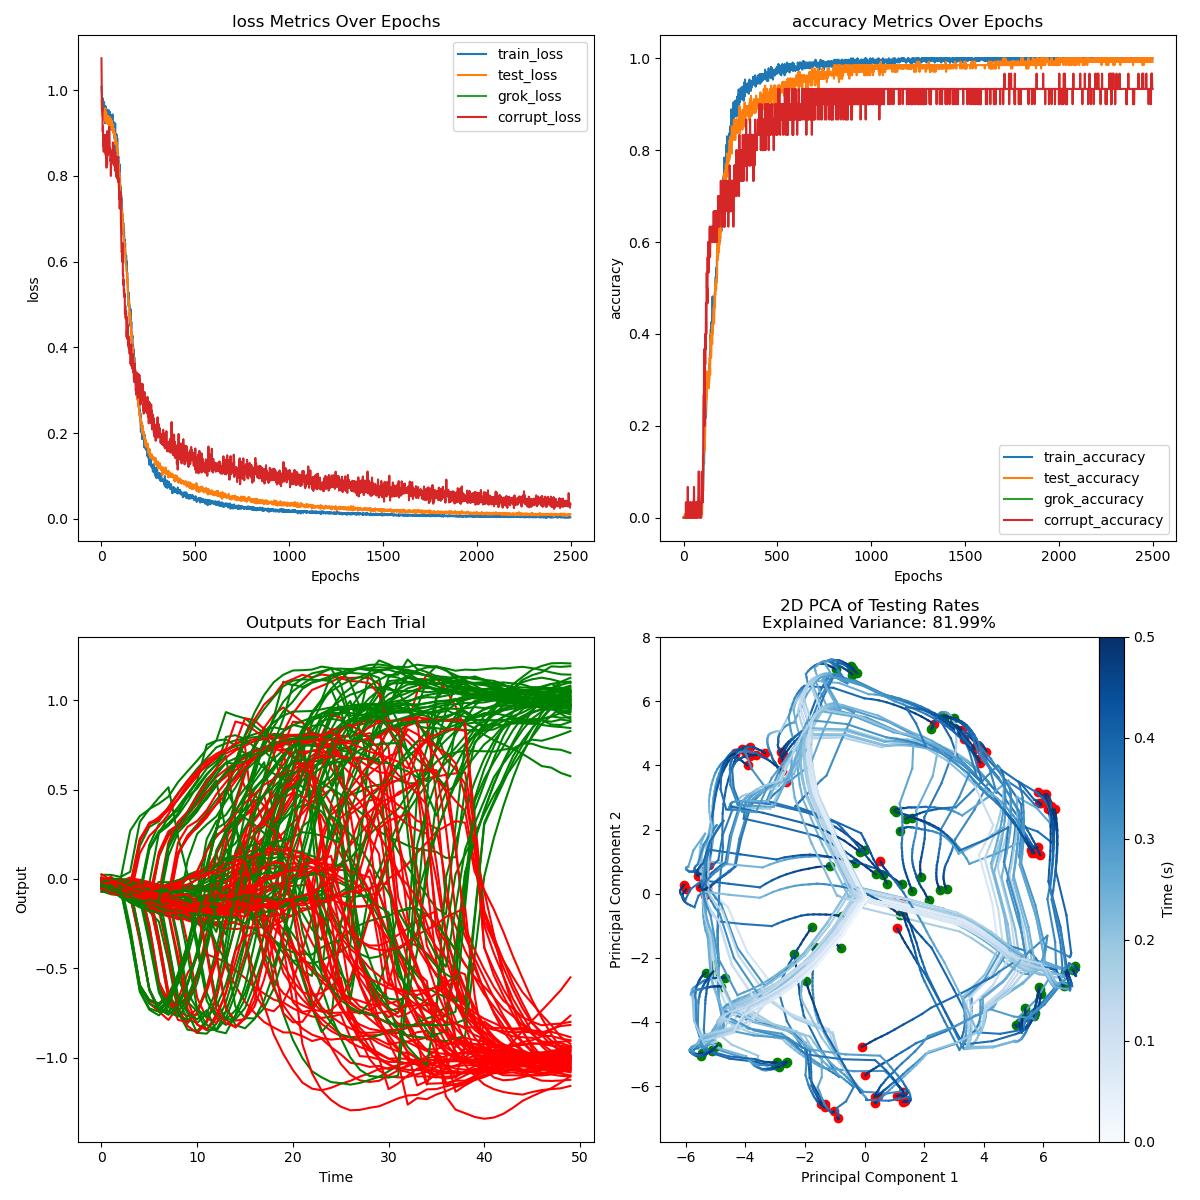 loss Metrics Over Epochs
train_loss
test_loss
grok_loss
corrupt_loss
1.0
0.8
0.6
0.4
0.2
0.0
loss
0
500
1000
1500
2000
2500
Epochs
accuracy Metrics Over Epochs
1.0
0.8
0.6
0.4
0.2
0.0
accuracy
train_accuracy
test_accuracy
grok_accuracy
corrupt_accuracy
0
500
1000
1500
2000
2500
Epochs
Outputs for Each Trial
1.0
0.5
0.0
−0.5
−1.0
Output
0
10
20
30
40
50
Time
2D PCA of Testing Rates
Explained Variance: 81.99%
8
6
4
2
0
−2
−4
−6
Principal Component 2
−6
−4
−2
0
2
4
6
Principal Component 1
0.5
0.4
0.3
0.2
0.1
0.0
Time (s)